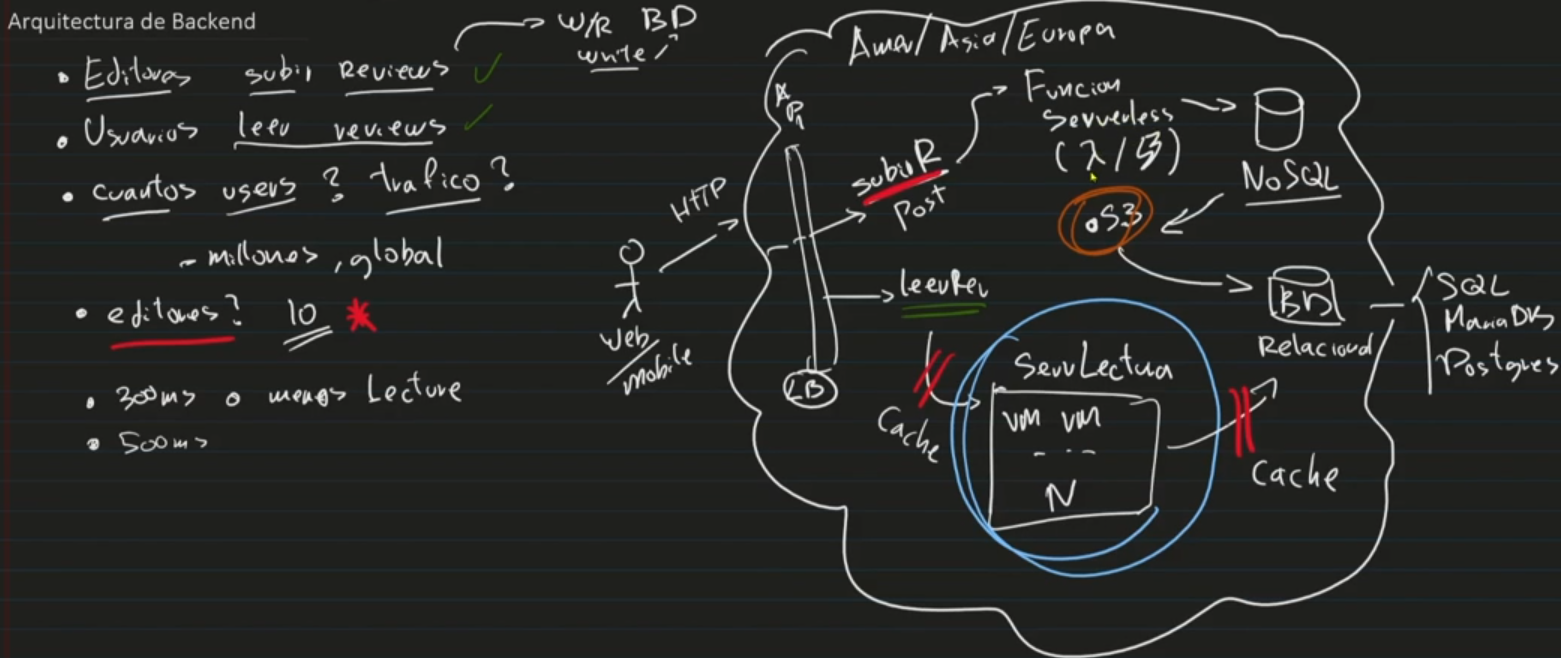 Arquitectura de Backend
• Editores subir Reviews
W/R BD
write
• Usuarios leer reviews
• cuantos users? trafico?
- millones, global
• editores? 10
• 300ms o menos Lecture
• 500ms
Amer/Asia/Europa
API
HTTP
web/
mobile
LB
subirR
Post
Funcion
Serverless
(λ/
NoSQL
S3
leerRev
BD
Relacional
SQL
MariaDB
Postgres
ServLectura
VM VM
- · · -
N
Cache
Cache